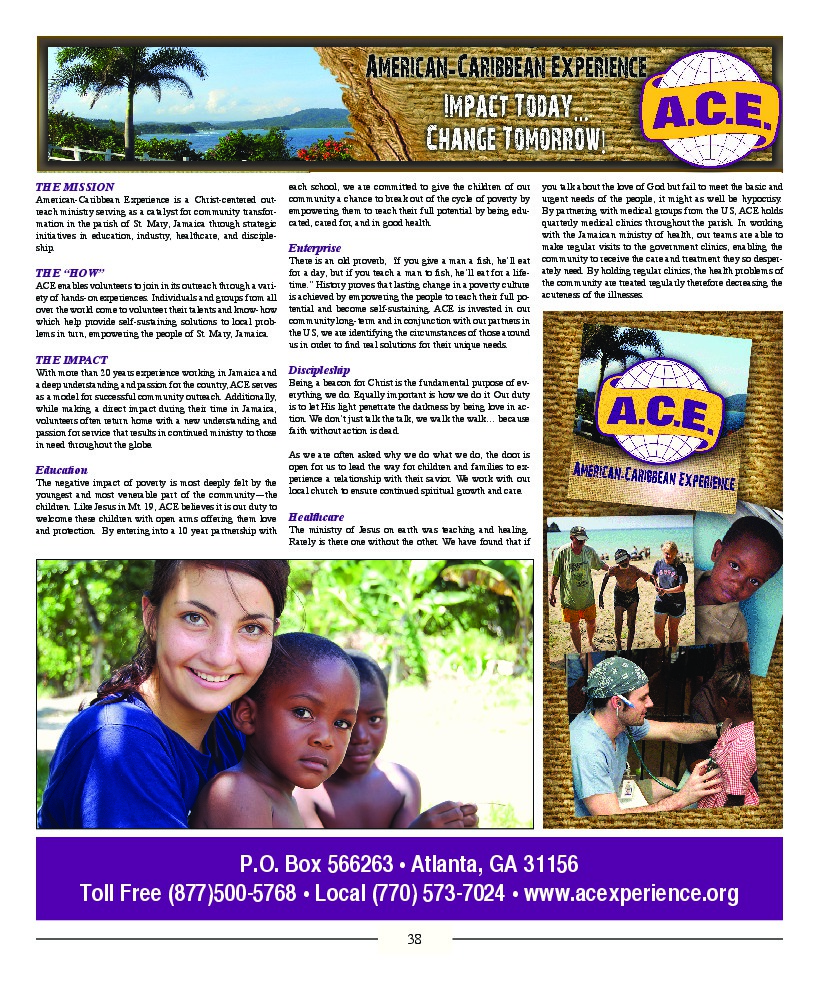 AMERICAN-CARIBBEAN EXPERIENCE
IMPACT TODAY...
CHANGE TOMORROW!
A.C.E.
THE MISSION
American-Caribbean Experience is a Christ-centered out-
reach ministry serving as a catalyst for community transfor-
mation in the parish of St. Mary, Jamaica through strategic
initiatives in education, industry, healthcare, and disciple-
ship.
THE “HOW”
ACE enables volunteers to join in its outreach through a vari-
ety of hands-on experiences. Individuals and groups from all
over the world come to volunteer their talents and know-how
which help provide self-sustaining solutions to local prob-
lems in turn, empowering the people of St. Mary, Jamaica.
THE IMPACT
With more than 20 years experience working in Jamaica and
a deep understanding and passion for the country, ACE serves
as a model for successful community outreach. Additionally,
while making a direct impact during their time in Jamaica,
volunteers often return home with a new understanding and
passion for service that results in continued ministry to those
in need throughout the globe.
Education
The negative impact of poverty is most deeply felt by the
youngest and most venerable part of the community—the
children. Like Jesus in Mt. 19, ACE believes it is our duty to
welcome these children with open arms offering them love
and protection. By entering into a 10 year partnership with
each school, we are committed to give the children of our
community a chance to break out of the cycle of poverty by
empowering them to reach their full potential by being edu-
cated, cared for, and in good health.
Enterprise
There is an old proverb, "if you give a man a fish, he'll eat
for a day, but if you teach a man to fish, he'll eat for a life-
time." History proves that lasting change in a poverty culture
is achieved by empowering the people to reach their full po-
tential and become self-sustaining. ACE is invested in our
community long-term and in conjunction with our partners in
the US, we are identifying the circumstances of those around
us in order to find real solutions for their unique needs.
Discipleship
Being a beacon for Christ is the fundamental purpose of ev-
erything we do. Equally important is how we do it. Our duty
is to let His light penetrate the darkness by being love in ac-
tion. We don't just talk the talk, we walk the walk... because
faith without action is dead.
As we are often asked why we do what we do, the door is
open for us to lead the way for children and families to ex-
perience a relationship with their savior. We work with our
local church to ensure continued spiritual growth and care.
Healthcare
The ministry of Jesus on earth was teaching and healing.
Rarely is there one without the other. We have found that if
you talk about the love of God but fail to meet the basic and
urgent needs of the people, it might as well be hypocrisy.
By partnering with medical groups from the US, ACE holds
quarterly medical clinics throughout the parish. In working
with the Jamaican ministry of health, our teams are able to
make regular visits to the government clinics, enabling the
community to receive the care and treatment they so desper-
ately need. By holding regular clinics, the health problems of
the community are treated regularly therefore decreasing the
acuteness of the illnesses.
A.C.E.
AMERICAN-CARIBBEAN EXPERIENCE
P.O. Box 566263 • Atlanta, GA 31156
Toll Free (877)500-5768 • Local (770) 573-7024 • www.acexperience.org
38